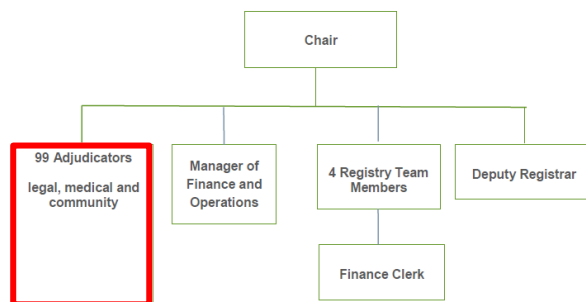 Chair
99 Adjudicators
legal, medical and
community
Manager of
Finance and
Operations
4 Registry Team
Members
Deputy Registrar
Finance Clerk